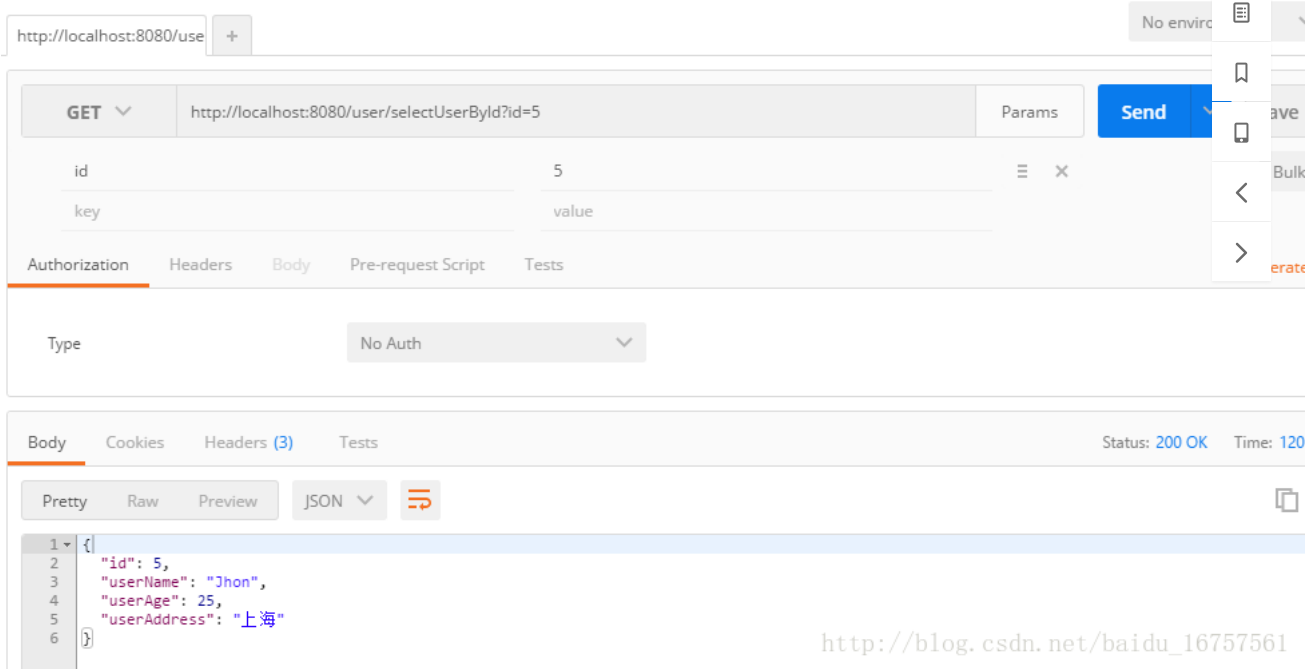 http://localhost:8080/use +
No enviro
GET http://localhost:8080/user/selectUserById?id=5 Params Send ave
id 5 Bulk
key value
Authorization Headers Body Pre-request Script Tests
erate
Type No Auth
Body Cookies Headers (3) Tests Status: 200 OK Time: 120
Pretty Raw Preview JSON
1 {
2 "id": 5,
3 "userName": "Jhon",
4 "userAge": 25,
5 "userAddress": "上海"
6 }
http://blog.csdn.net/baidu_16757561